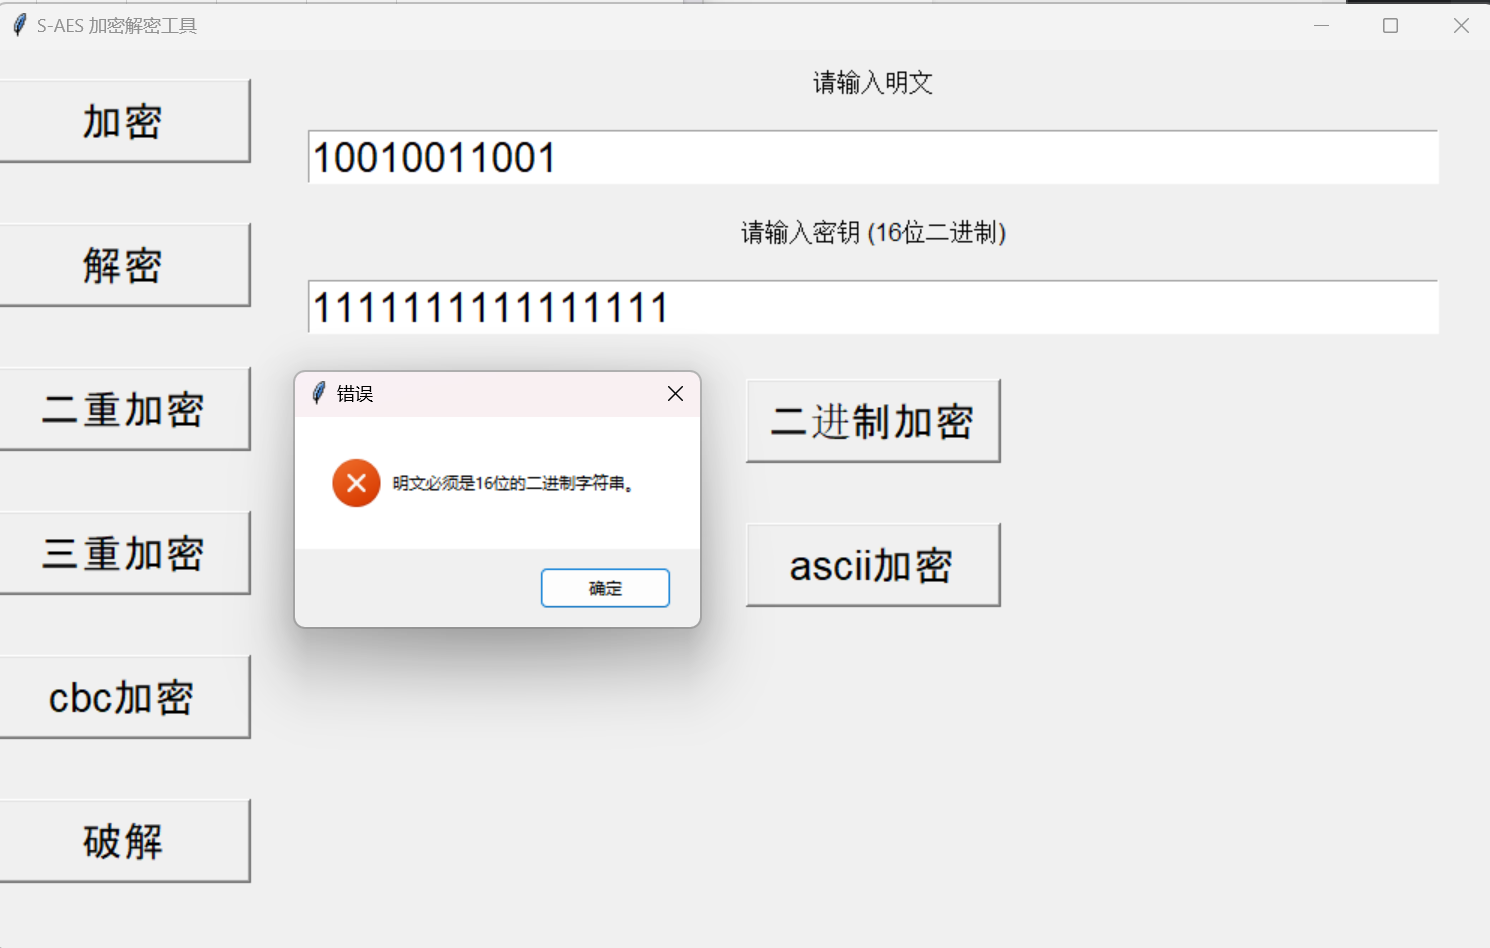 S-AES 加密解密工具
加密
解密
二重加密
三重加密
cbc加密
破解
请输入明文
10010011001
请输入密钥 (16位二进制)
1111111111111111
错误
明文必须是16位的二进制字符串。
确定
二进制加密
ascii加密